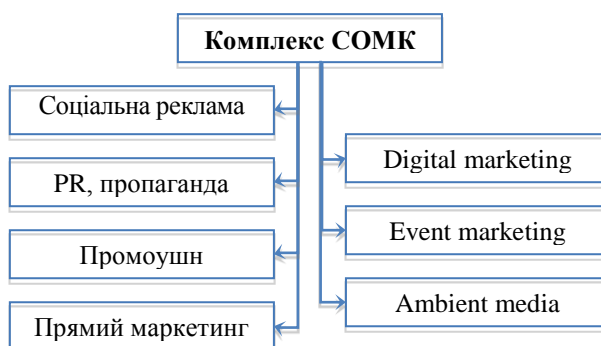 Комплекс СОМК
Соціальна реклама
PR, пропаганда
Промоушн
Прямий маркетинг
Digital marketing
Event marketing
Ambient media